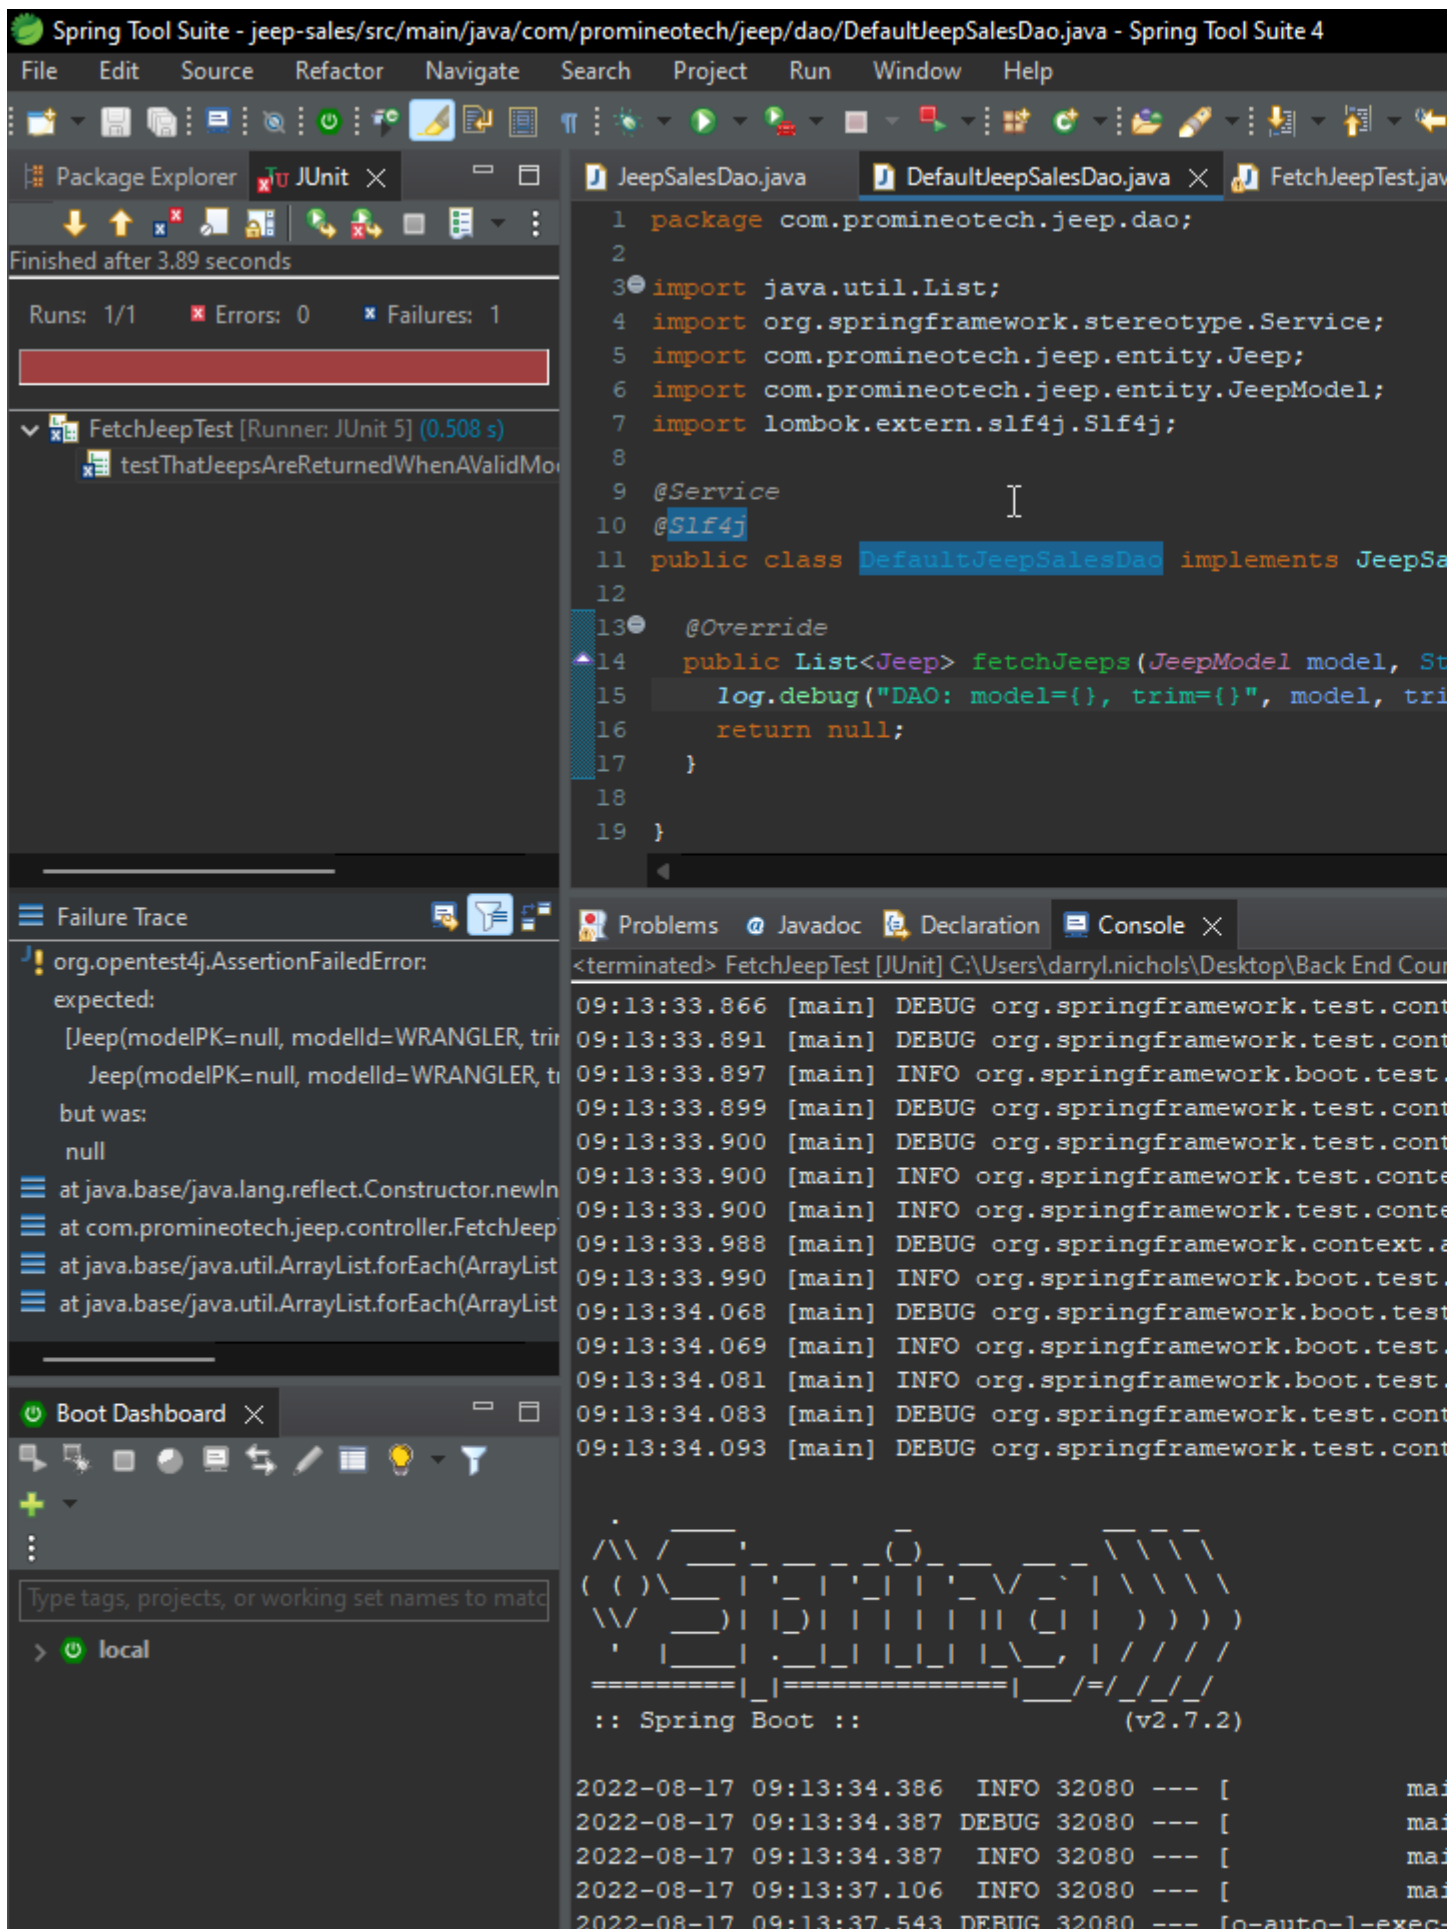 Spring Tool Suite - jeep-sales/src/main/java/com/promineotech/jeep/dao/DefaultJeepSalesDao.java - Spring Tool Suite 4
File Edit Source Refactor Navigate Search Project Run Window Help
Package Explorer JUnit
Finished after 3.89 seconds
Runs: 1/1 Errors: 0 Failures: 1
FetchJeepTest [Runner: JUnit 5] (0.508 s)
testThatJeepsAreReturnedWhenAValidMo
Failure Trace
org.opentest4j.AssertionFailedError:
expected:
[Jeep(modelPK=null, modelId=WRANGLER, tri
Jeep(modelPK=null, modelId=WRANGLER, t
but was:
null
at java.base/java.lang.reflect.Constructor.newIn
at com.promineotech.jeep.controller.FetchJeep
at java.base/java.util.ArrayList.forEach(ArrayList
at java.base/java.util.ArrayList.forEach(ArrayList
Boot Dashboard
Type tags, projects, or working set names to matc
local
JeepSalesDao.java DefaultJeepSalesDao.java FetchJeepTest.jav
1 package com.promineotech.jeep.dao;
2
3 import java.util.List;
4 import org.springframework.stereotype.Service;
5 import com.promineotech.jeep.entity.Jeep;
6 import com.promineotech.jeep.entity.JeepModel;
7 import lombok.extern.slf4j.Slf4j;
8
9 @Service
10 @Slf4j
11 public class DefaultJeepSalesDao implements JeepSa
12
13 @Override
14 public List<Jeep> fetchJeeps(JeepModel model, St
15 log.debug("DAO: model={}, trim={}", model, tri
16 return null;
17 }
18
19 }
Problems @ Javadoc Declaration Console
<terminated> FetchJeepTest [JUnit] C:\Users\darryl.nichols\Desktop\Back End Cour
09:13:33.866 [main] DEBUG org.springframework.test.cont
09:13:33.891 [main] DEBUG org.springframework.test.cont
09:13:33.897 [main] INFO org.springframework.boot.test.
09:13:33.899 [main] DEBUG org.springframework.test.cont
09:13:33.900 [main] DEBUG org.springframework.test.cont
09:13:33.900 [main] INFO org.springframework.test.conte
09:13:33.900 [main] INFO org.springframework.test.conte
09:13:33.988 [main] DEBUG org.springframework.context.a
09:13:33.990 [main] INFO org.springframework.boot.test.
09:13:34.068 [main] DEBUG org.springframework.boot.test
09:13:34.069 [main] INFO org.springframework.boot.test.
09:13:34.081 [main] INFO org.springframework.boot.test.
09:13:34.083 [main] DEBUG org.springframework.test.cont
09:13:34.093 [main] DEBUG org.springframework.test.cont
Spring
:: Spring Boot :: (v2.7.2)
2022-08-17 09:13:34.386 INFO 32080 --- [ mai
2022-08-17 09:13:34.387 DEBUG 32080 --- [ mai
2022-08-17 09:13:34.387 INFO 32080 --- [ mai
2022-08-17 09:13:37.106 INFO 32080 --- [ mai
2022-08-17 09:13:37.543 DEBUG 32080 --- [o-auto-1-exec